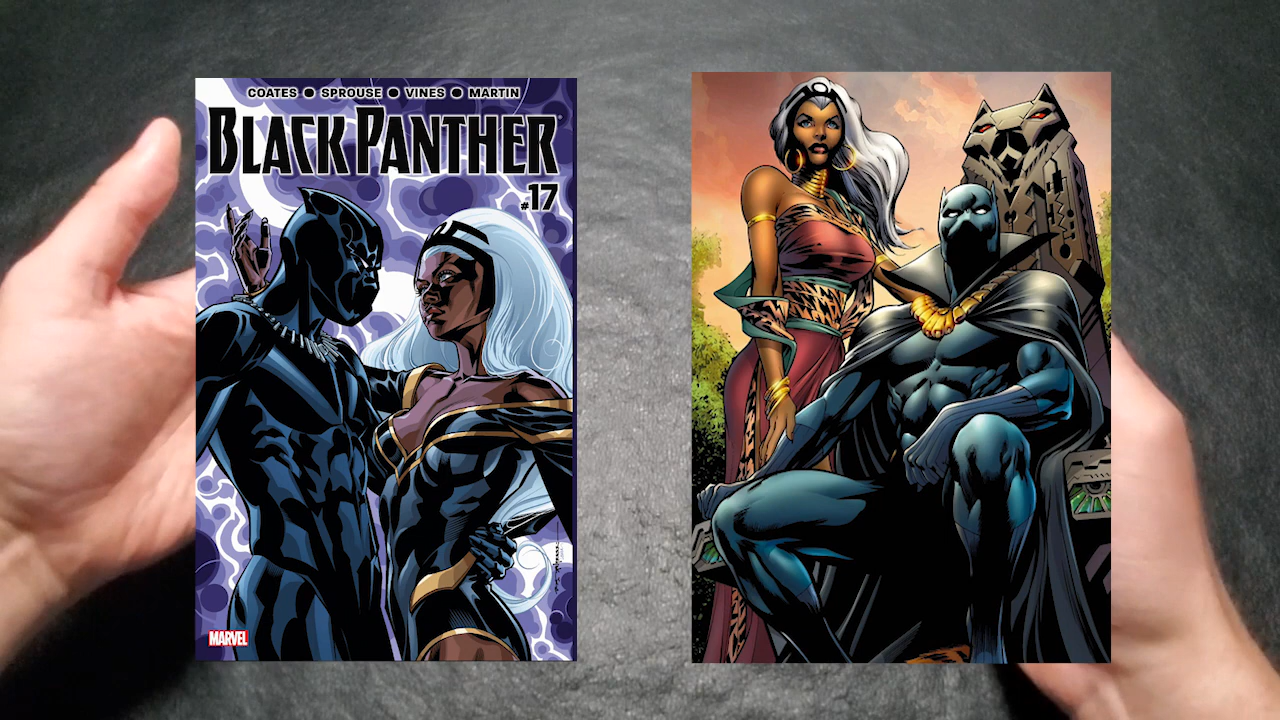 COATES ● SPROUSE ● VINES ● MARTIN
BLACK PANTHER
#17
MARVEL